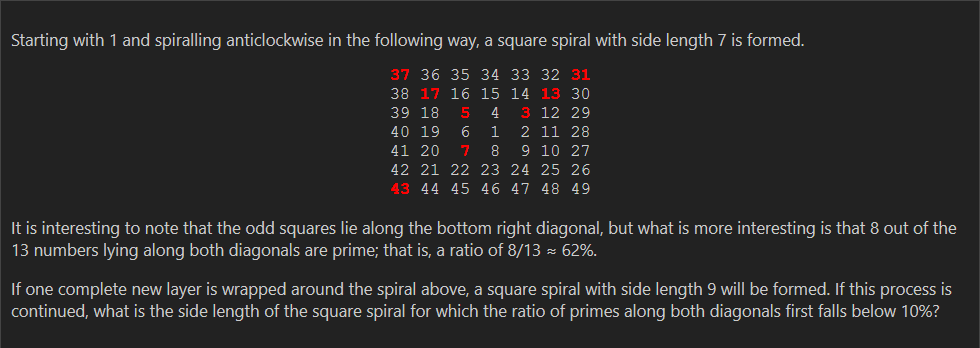 Starting with 1 and spiralling anticlockwise in the following way, a square spiral with side length 7 is formed.
37 36 35 34 33 32 31
38 17 16 15 14 13 30
39 18 5 4 3 12 29
40 19 6 1 2 11 28
41 20 7 8 9 10 27
42 21 22 23 24 25 26
43 44 45 46 47 48 49
It is interesting to note that the odd squares lie along the bottom right diagonal, but what is more interesting is that 8 out of the
13 numbers lying along both diagonals are prime; that is, a ratio of 8/13 ≈ 62%.
If one complete new layer is wrapped around the spiral above, a square spiral with side length 9 will be formed. If this process is
continued, what is the side length of the square spiral for which the ratio of primes along both diagonals first falls below 10%?